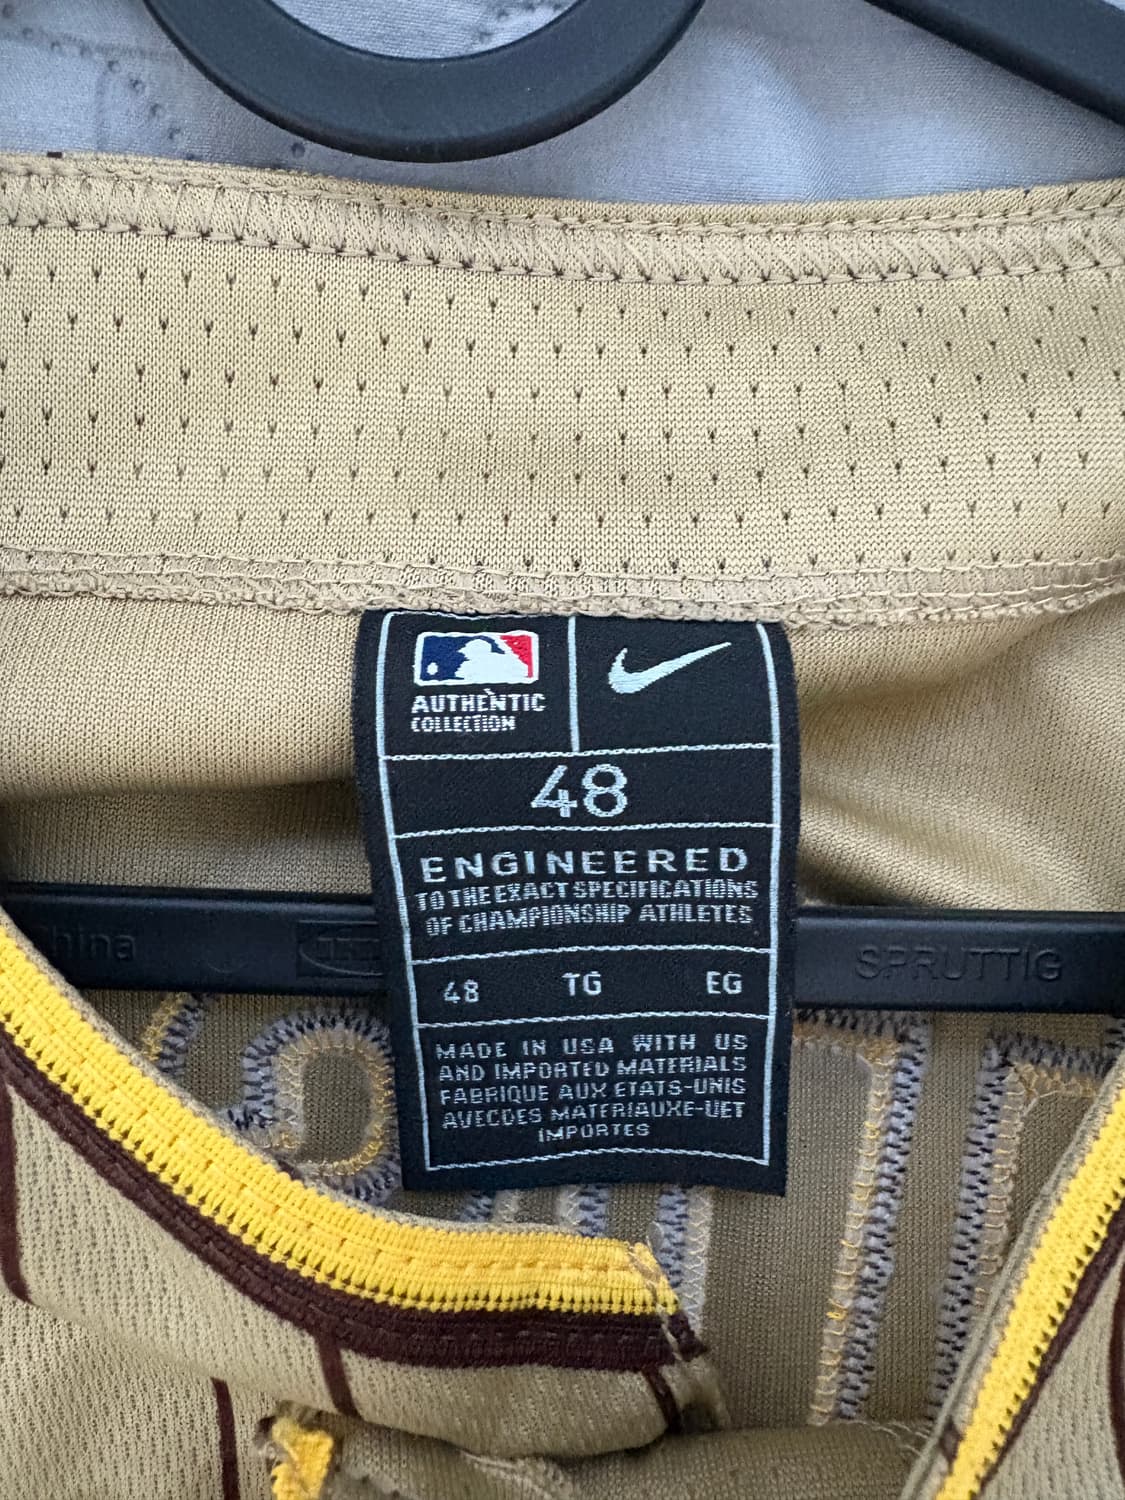 AUTHENTIC
COLLECTION
48
ENGINEERED
TO THE EXACT SPECIFICATIONS
OF CHAMPIONSHIP ATHLETES
hina
SPRUTTIG
48 TG EG
MADE IN USA WITH US
AND IMPORTED MATERIALS
FABRIQUE AUX ETATS-UNIS
AVECDES MATERIAUXE-UET
IMPORTES